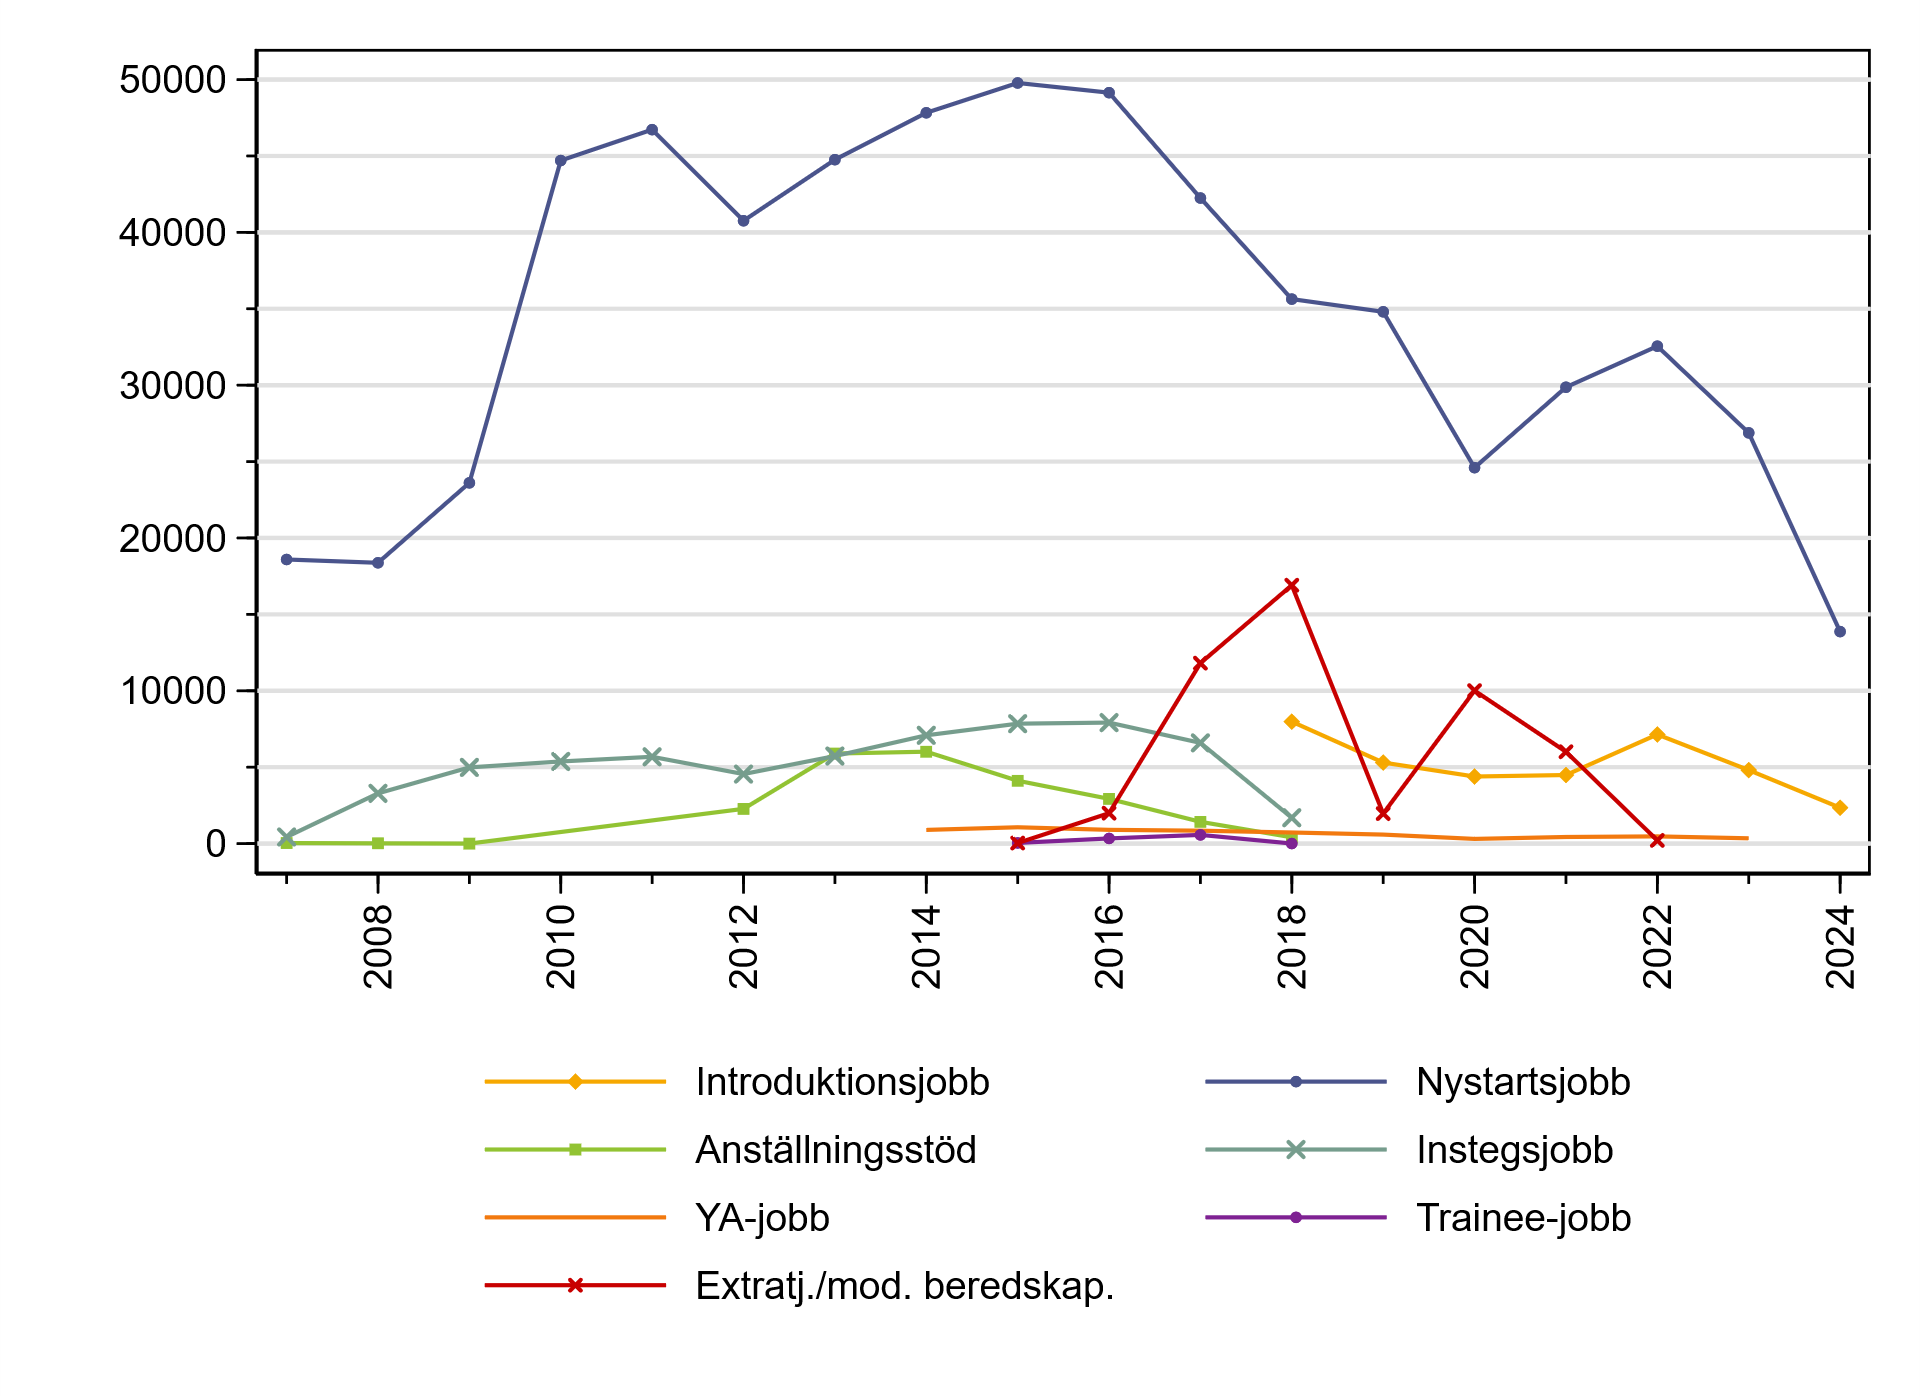 50000
40000
30000
20000
10000
0
2008
2010
2012
2014
2016
2018
2020
2022
2024
Introduktionsjobb
Nystartsjobb
Anställningsstöd
Instegsjobb
YA-jobb
Trainee-jobb
Extratj./mod. beredskap.